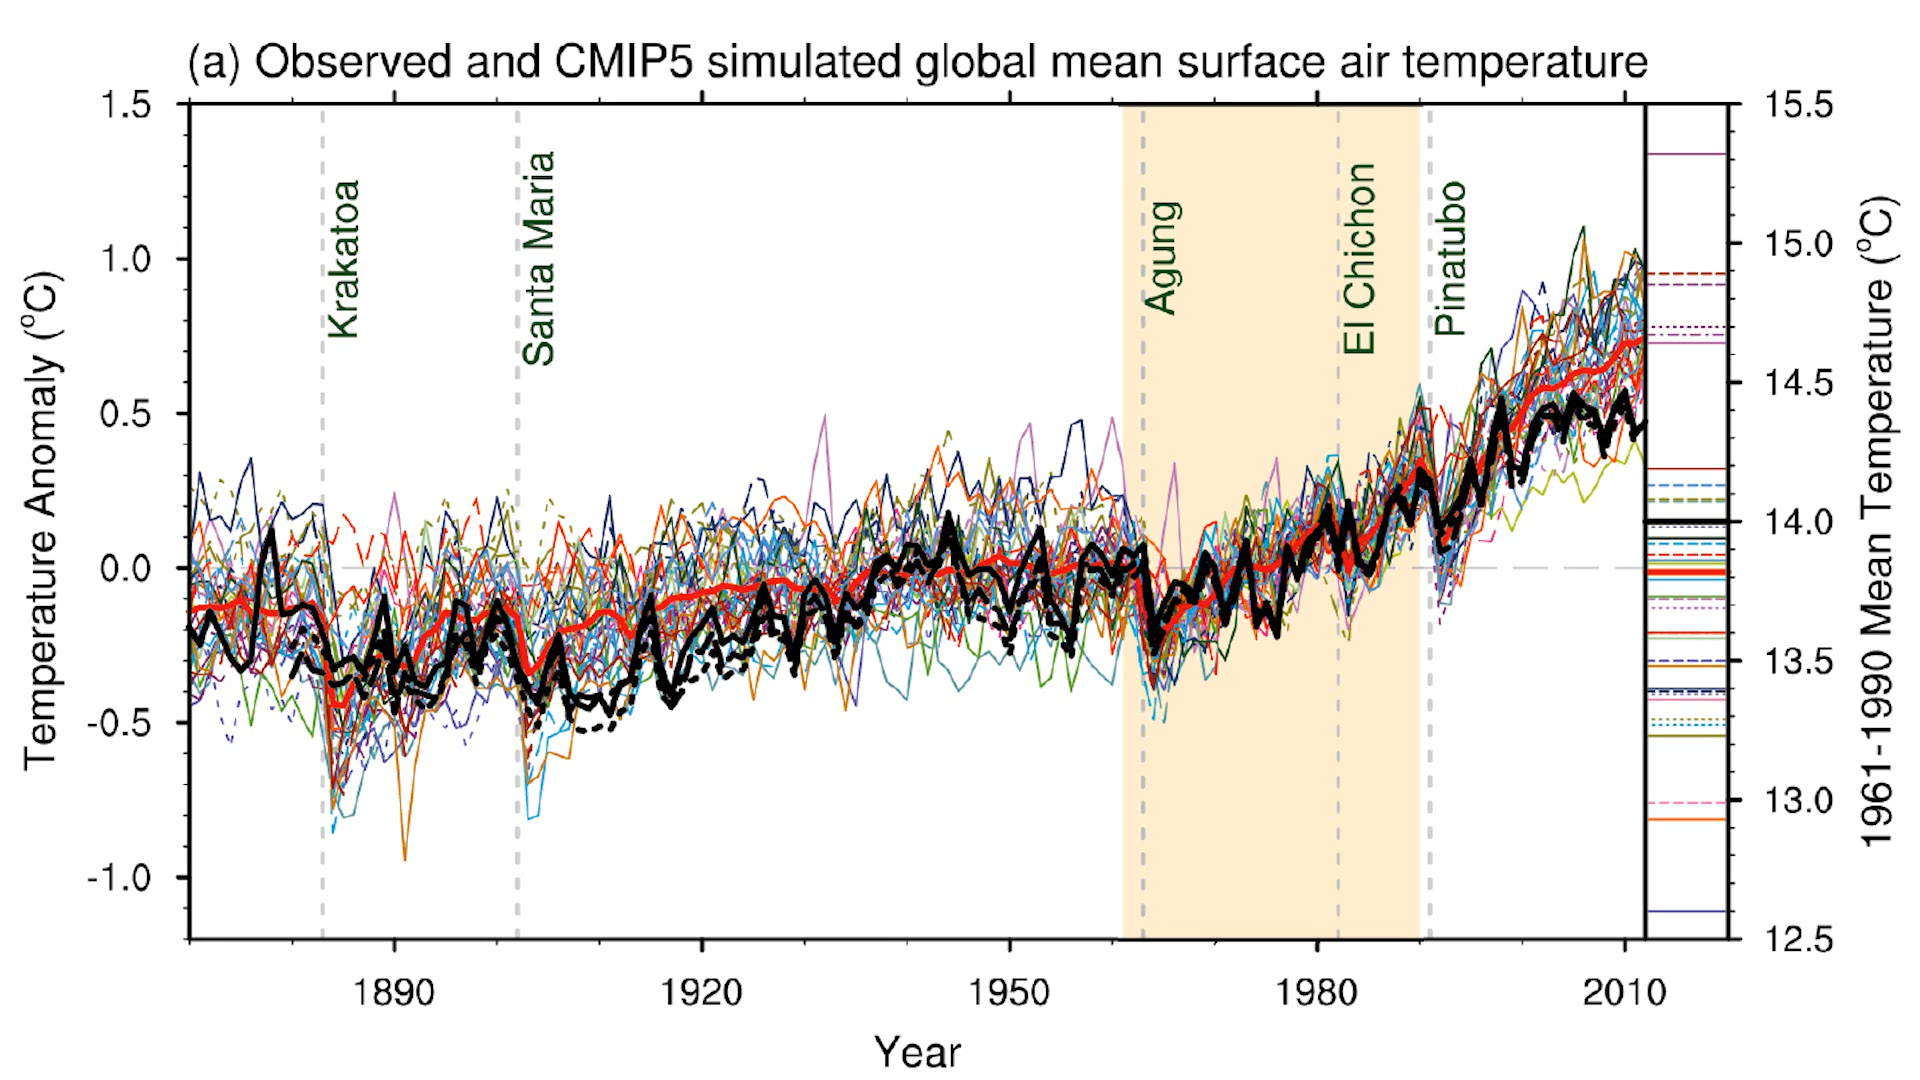 (a) Observed and CMIP5 simulated global mean surface air temperature
1.5
1.0
0.5
0.0
-0.5
-1.0
Temperature Anomaly (°C)
Krakatoa
Santa Maria
Agung
El Chichon
Pinatubo
15.5
15.0
14.5
14.0
13.5
13.0
12.5
1961-1990 Mean Temperature (°C)
1890
1920
1950
1980
2010
Year